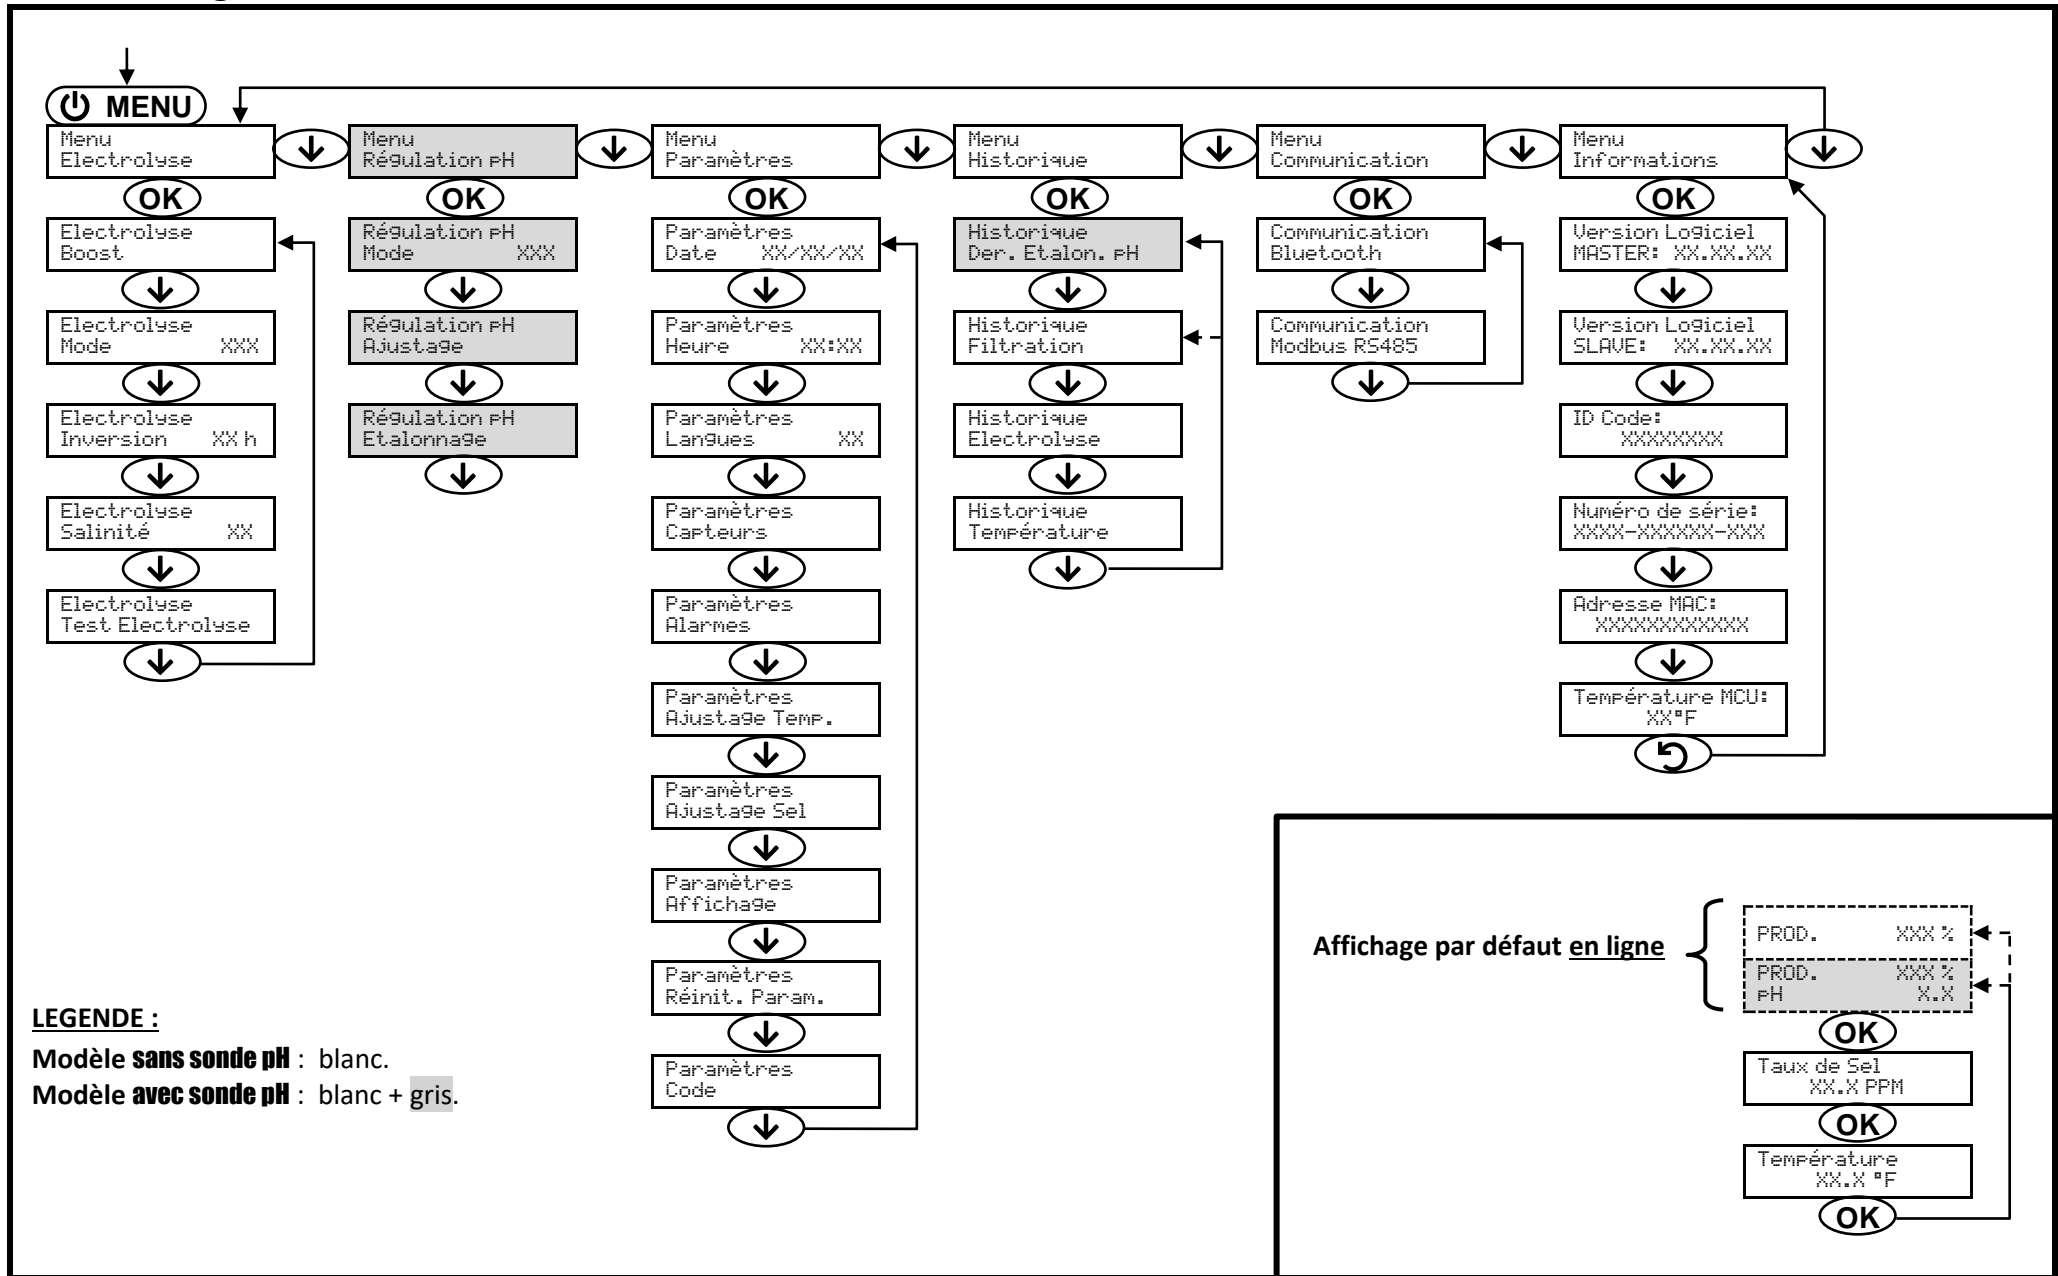 MENU
Menu
Electrolyse
OK
Electrolyse
Boost
Electrolyse
Mode XXX
Electrolyse
Inversion XX h
Electrolyse
Salinité XX
Electrolyse
Test Electrolyse
Menu
Régulation pH
OK
Régulation pH
Mode XXX
Régulation pH
Ajustage
Régulation pH
Etalonnage
Menu
Paramètres
OK
Paramètres
Date XX/XX/XX
Paramètres
Heure XX:XX
Paramètres
Langues XX
Paramètres
Capteurs
Paramètres
Alarmes
Paramètres
Ajustage Temp.
Paramètres
Ajustage Sel
Paramètres
Affichage
Paramètres
Réinit. Param.
Paramètres
Code
Menu
Historique
OK
Historique
Der. Etalon. pH
Historique
Filtration
Historique
Electrolyse
Historique
Température
Menu
Communication
OK
Communication
Bluetooth
Communication
Modbus RS485
Menu
Informations
OK
Version Logiciel
MASTER: XX.XX.XX
Version Logiciel
SLAVE: XX.XX.XX
ID Code:
XXXXXXXX
Numéro de série:
XXXX-XXXXXX-XXX
Adresse MAC:
XXXXXXXXXXXX
Température MCU:
XX°F
LEGENDE :
Modèle sans sonde pH : blanc.
Modèle avec sonde pH : blanc + gris.
Affichage par défaut en ligne
PROD. XXX %
PROD. XXX %
pH X.X
OK
Taux de Sel
XX.X PPM
OK
Température
XX.X °F
OK